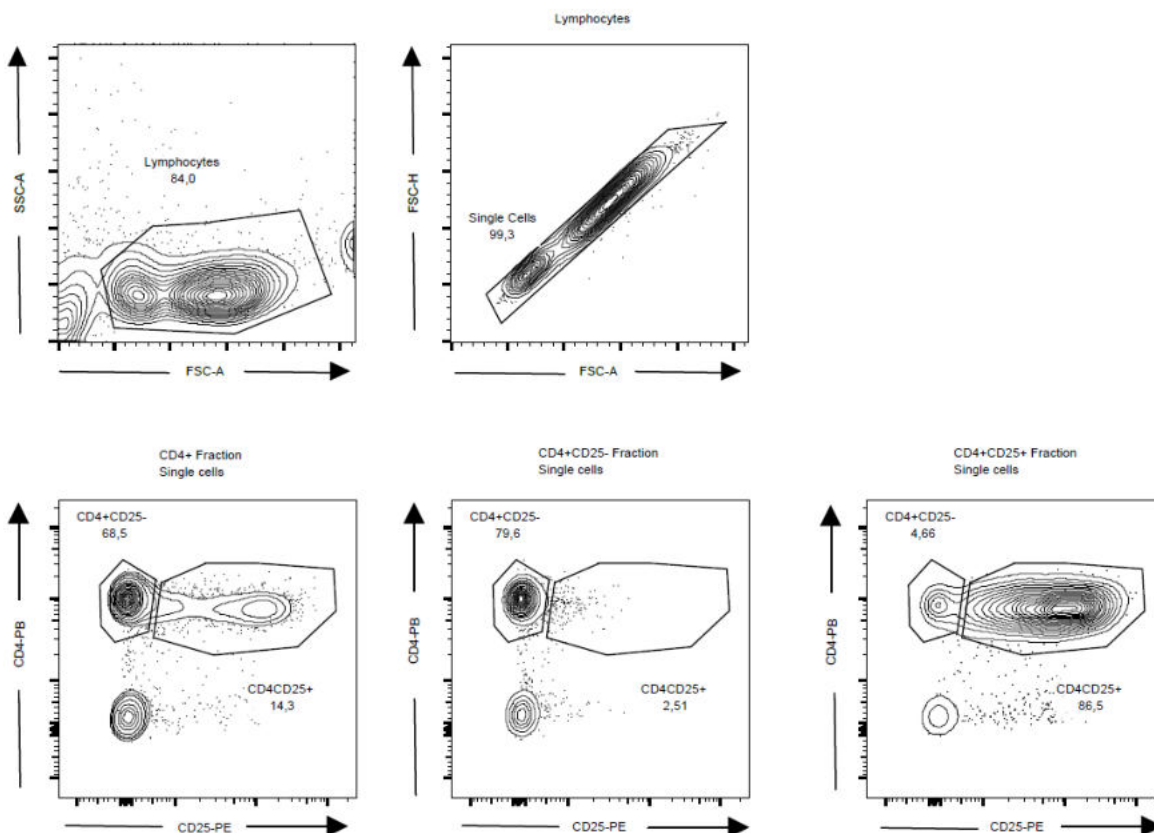 Lymphocytes
Lymphocytes
84,0
SSC-A
FSC-A
Single Cells
99,3
FSC-H
FSC-A
CD4+ Fraction
Single cells
CD4+CD25-
68,5
CD4CD25+
14,3
CD4-PB
CD25-PE
CD4+CD25- Fraction
Single cells
CD4+CD25-
79,6
CD4CD25+
2,51
CD4-PB
CD25-PE
CD4+CD25+ Fraction
Single cells
CD4+CD25-
4,66
CD4CD25+
86,5
CD4-PB
CD25-PE